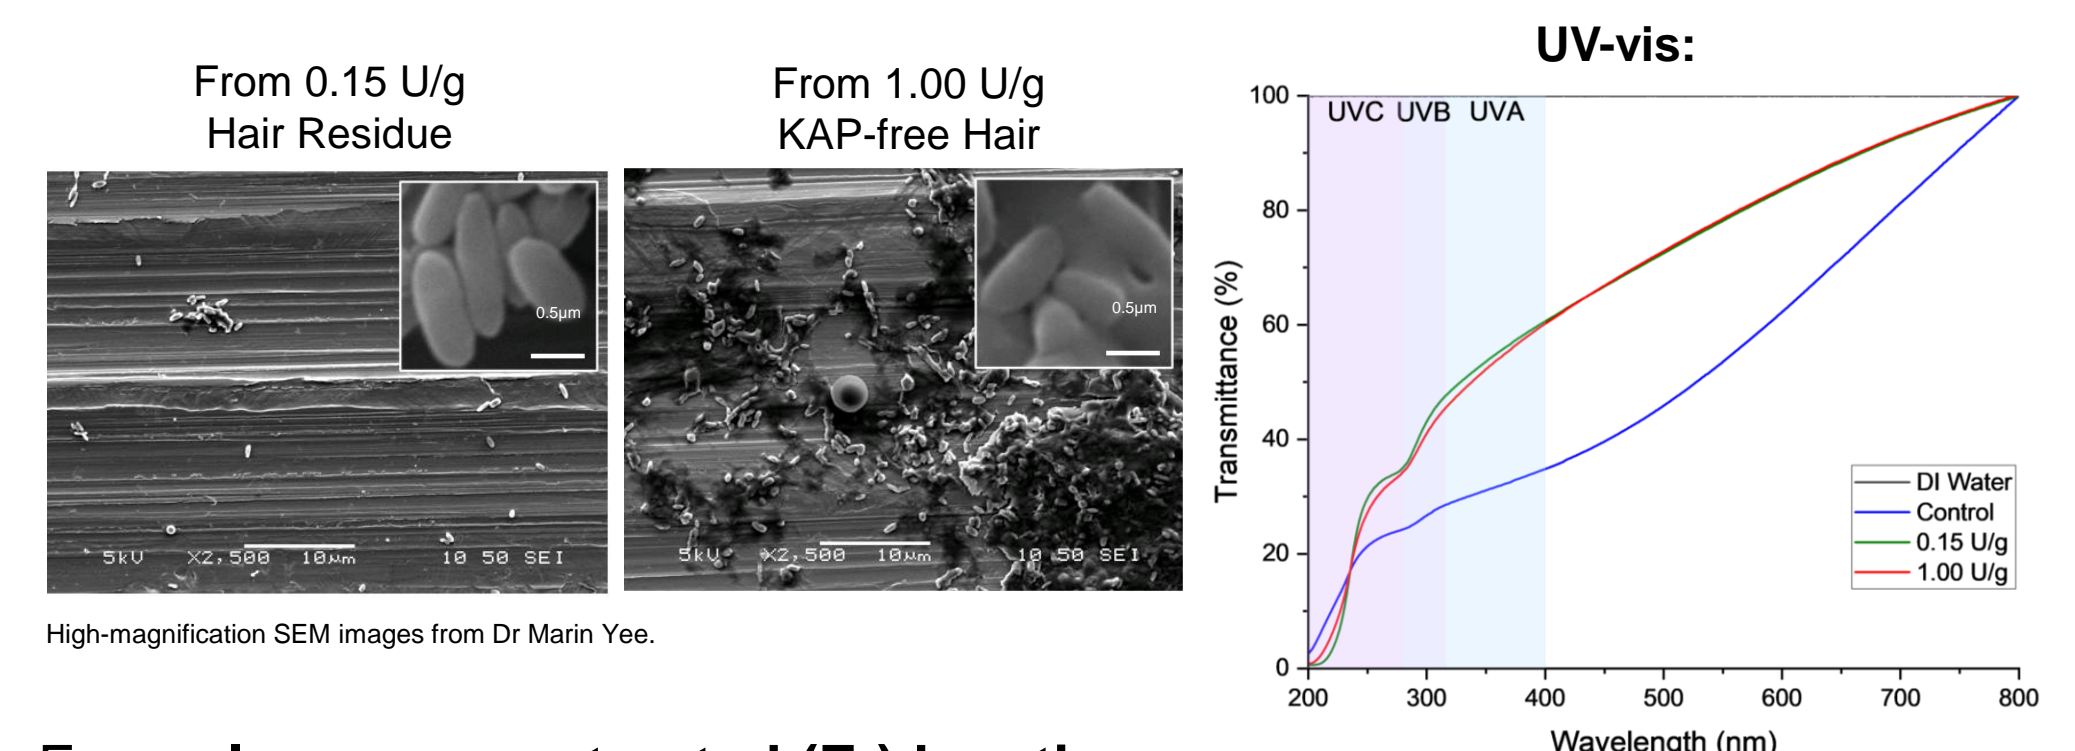 From 0.15 U/g
Hair Residue
From 1.00 U/g
KAP-free Hair
0.5µm
5kV X2,500 10µm 10 50 SEI
0.5µm
5kV X2,500 10µm 10 50 SEI
High-magnification SEM images from Dr Marin Yee.
UV-vis:
Transmittance (%)
100
80
60
40
20
0
UVC UVB UVA
DI Water
Control
0.15 U/g
1.00 U/g
200 300 400 500 600 700 800
Wavelength (nm)